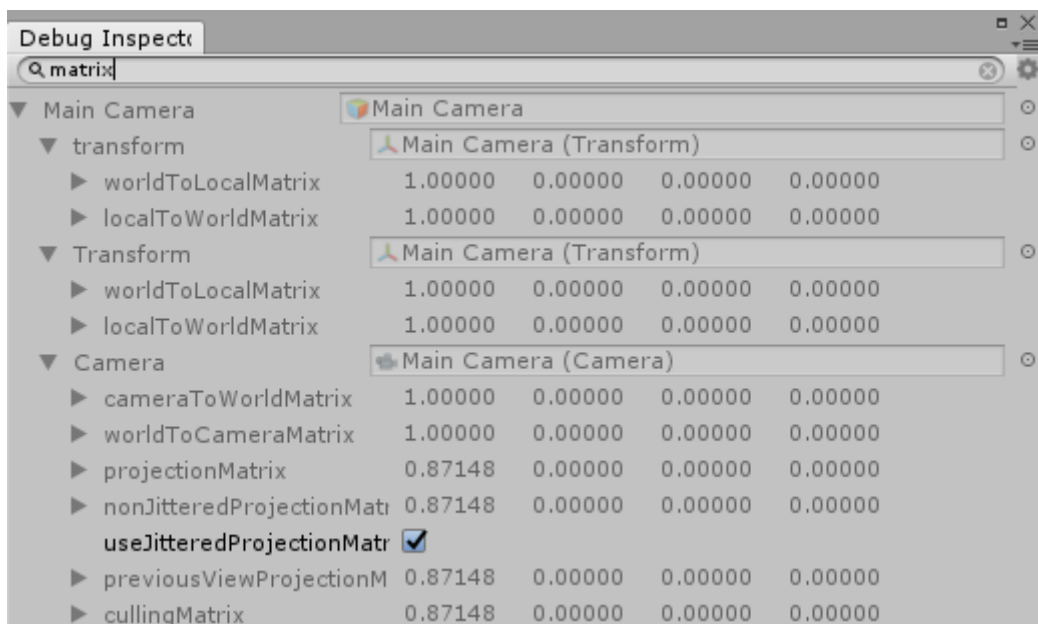 Debug Inspecto
matrix
Main Camera Main Camera
transform Main Camera (Transform)
worldToLocalMatrix 1.00000 0.00000 0.00000 0.00000
localToWorldMatrix 1.00000 0.00000 0.00000 0.00000
Transform Main Camera (Transform)
worldToLocalMatrix 1.00000 0.00000 0.00000 0.00000
localToWorldMatrix 1.00000 0.00000 0.00000 0.00000
Camera Main Camera (Camera)
cameraToWorldMatrix 1.00000 0.00000 0.00000 0.00000
worldToCameraMatrix 1.00000 0.00000 0.00000 0.00000
projectionMatrix 0.87148 0.00000 0.00000 0.00000
nonJitteredProjectionMatr 0.87148 0.00000 0.00000 0.00000
useJitteredProjectionMatr
previousViewProjectionM 0.87148 0.00000 0.00000 0.00000
cullingMatrix 0.87148 0.00000 0.00000 0.00000